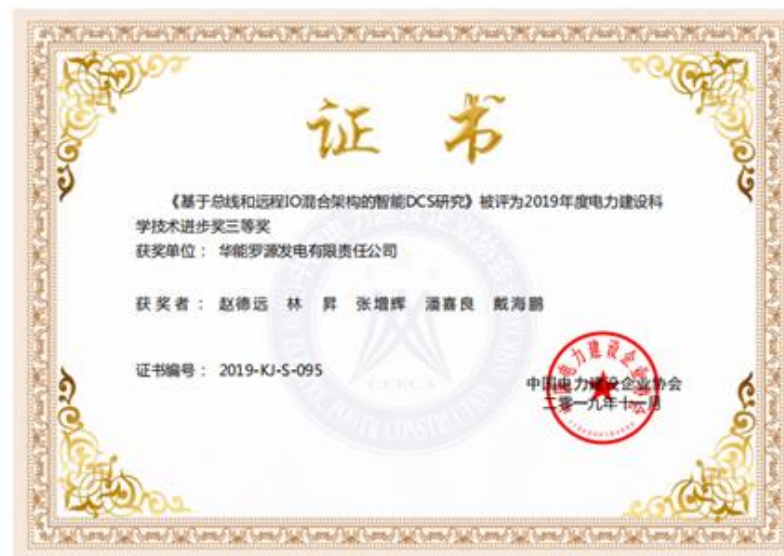 证 书
《基于总线和远程IO混合架构的智能DCS研究》被评为2019年度电力建设科
学技术进步奖三等奖
获奖单位： 华能罗源发电有限责任公司
获 奖 者 ： 赵德远 林 昇 张增辉 潘喜良 戴海鹏
证书编号 ： 2019-KJ-S-095
中国电力建设企业协会
二零一九年十一月